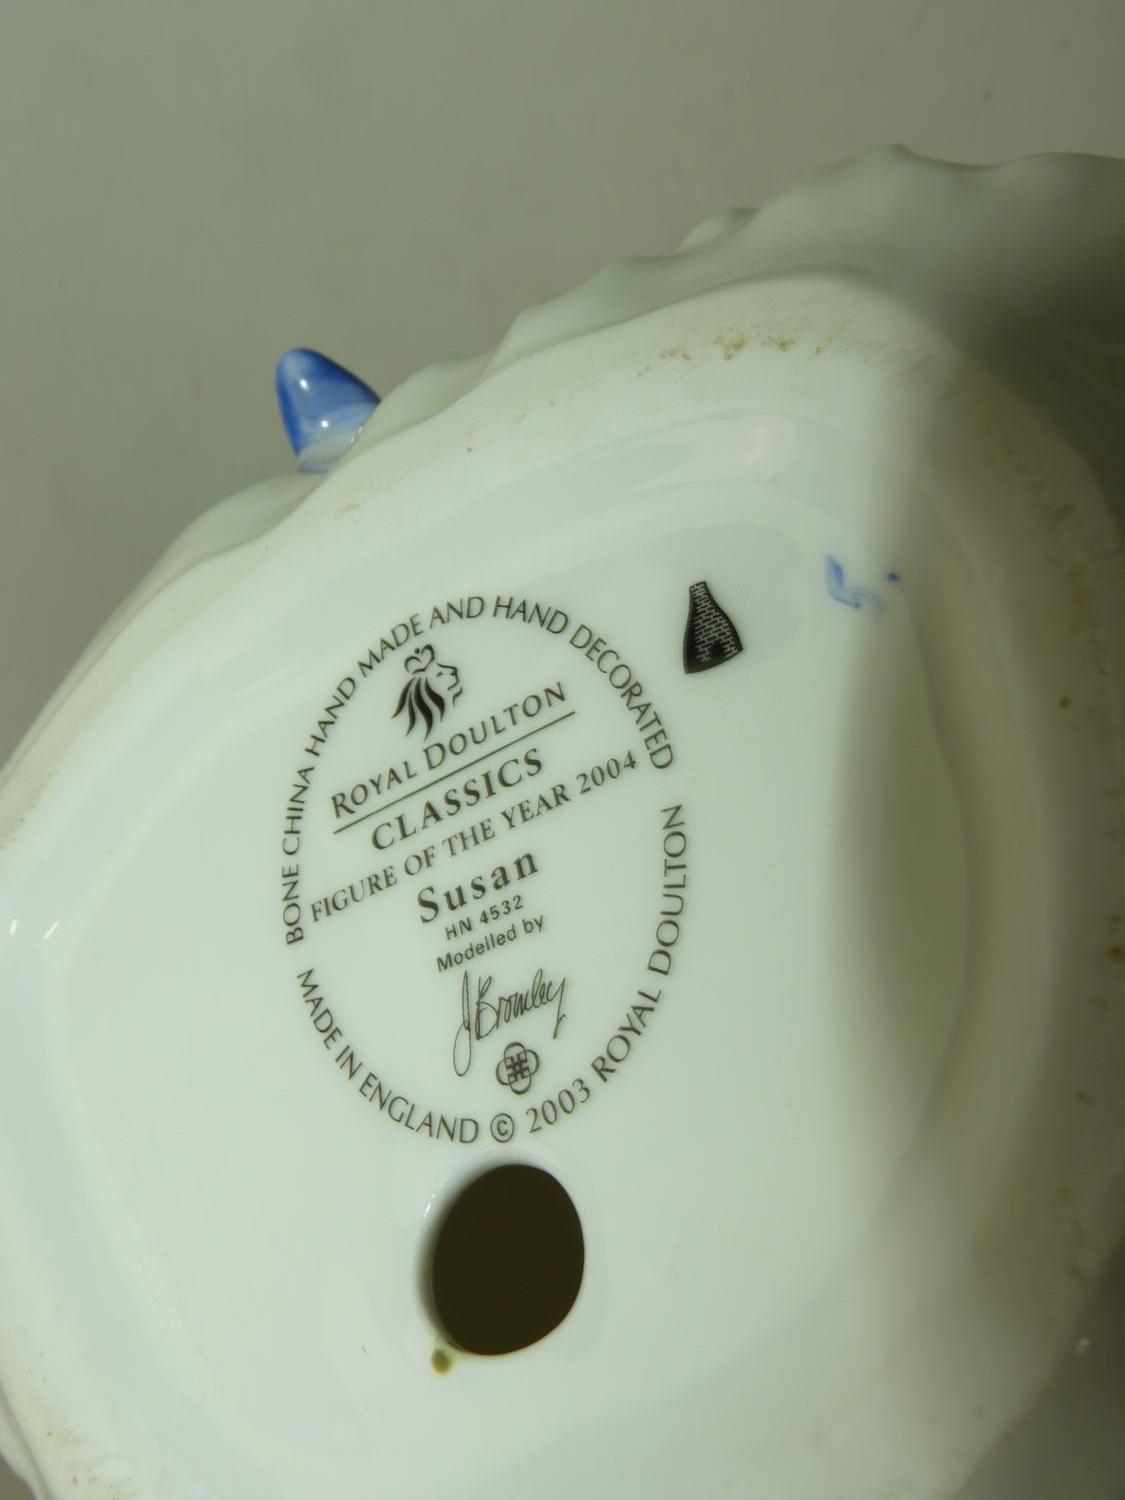 BONE CHINA HAND MADE AND HAND DECORATED
ROYAL DOULTON
CLASSICS
FIGURE OF THE YEAR 2004
Susan
HN 4532
Modelled by
J Bromley
MADE IN ENGLAND © 2003 ROYAL DOULTON
5.